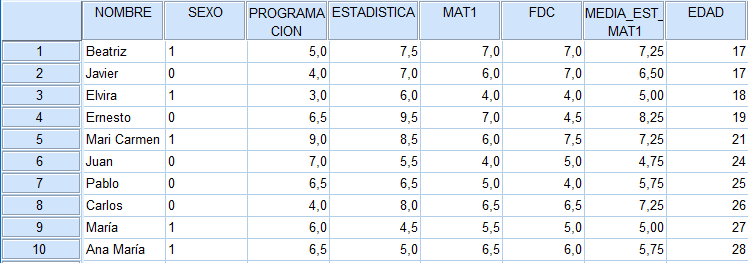 NOMBRE SEXO PROGRAMA CION ESTADISTICA MAT1 FDC MEDIA_EST_ MAT1 EDAD
1 Beatriz 1 5,0 7,5 7,0 7,0 7,25 17
2 Javier 0 4,0 7,0 6,0 7,0 6,50 17
3 Elvira 1 3,0 6,0 4,0 4,0 5,00 18
4 Ernesto 0 6,5 9,5 7,0 4,5 8,25 19
5 Mari Carmen 1 9,0 8,5 6,0 7,5 7,25 21
6 Juan 0 7,0 5,5 4,0 5,0 4,75 24
7 Pablo 0 6,5 6,5 5,0 4,0 5,75 25
8 Carlos 0 4,0 8,0 6,5 6,5 7,25 26
9 María 1 6,0 4,5 5,5 5,0 5,00 27
10 Ana María 1 6,5 5,0 6,5 6,0 5,75 28